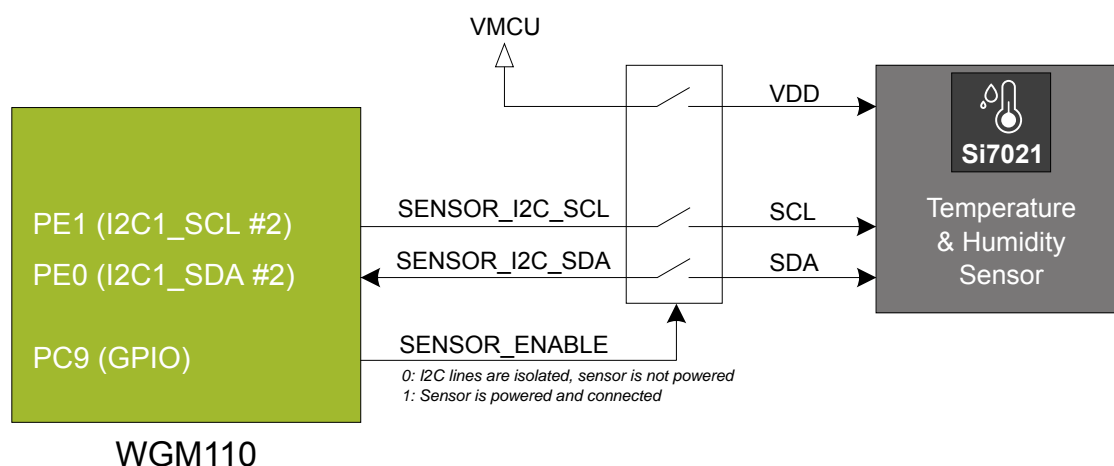 VMCU
VDD
Si7021
PE1 (I2C1_SCL #2)
SENSOR_I2C_SCL
SCL
Temperature
& Humidity
Sensor
PE0 (I2C1_SDA #2)
SENSOR_I2C_SDA
SDA
PC9 (GPIO)
SENSOR_ENABLE
0: I2C lines are isolated, sensor is not powered
1: Sensor is powered and connected
WGM110